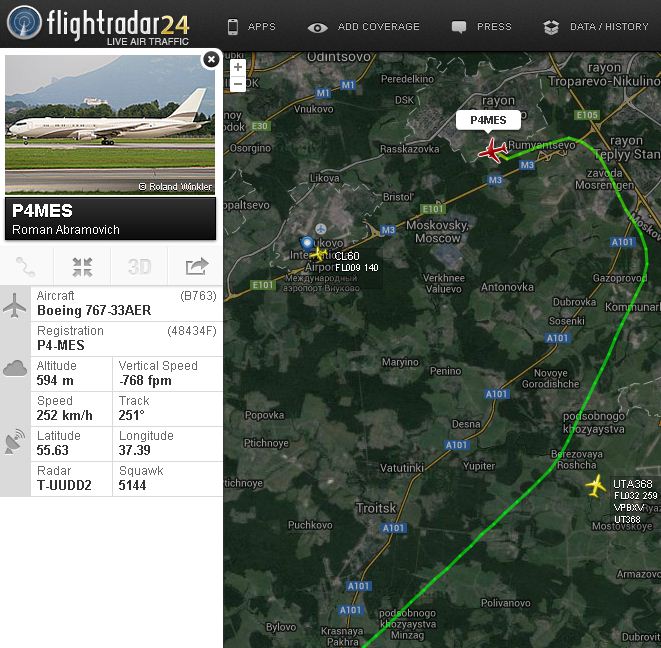 flightradar24
LIVE AIR TRAFFIC
APPS
ADD COVERAGE
PRESS
DATA / HISTORY
© Roland Winkler
P4MES
Roman Abramovich
3D
Aircraft
(B763)
Boeing 767-33AER
Registration
(48434F)
P4-MES
Altitude
594 m
Vertical Speed
-768 fpm
Speed
252 km/h
Track
251°
Latitude
55.63
Longitude
37.39
Radar
T-UUDD2
Squawk
5144
+
−
Odintsovo
M1
M1
Vnukovo
Peredelkino
DSK
rayon
Troparevo-Nikulino
E30
Osorgino
rayon
P4MES
E105
Rasskazovka
Rumyantsevo
rayon
Teplyy Stan
M3
M3
zavoda
Mosrentgen
Likova
Bristol'
E101
M3
Moskovsky,
Moscow
A101
CL60
FL009 140
International
Airport
Международный
аэропорт Внуково
E101
Verkhnee
Valuevo
Antonovka
Gazoprovod
Dubrovka
Kommunar
Sosenki
A101
Maryino
Penino
Novoye
Gorodishche
A101
Popovka
Desna
podsobnogo
khozyaystva
Ptichnoye
A101
Berezovaya
Roshcha
Vatutinki
Yupiter
UTA368
FL032 259
VPBXV
UT368
Mostovskoye
Troitsk
Puchkovo
A101
Armazovo
A101
A101
Polivanovo
podsobnogo
khozyaystva
Minzag
Bylovo
Krasnaya
Pakhra